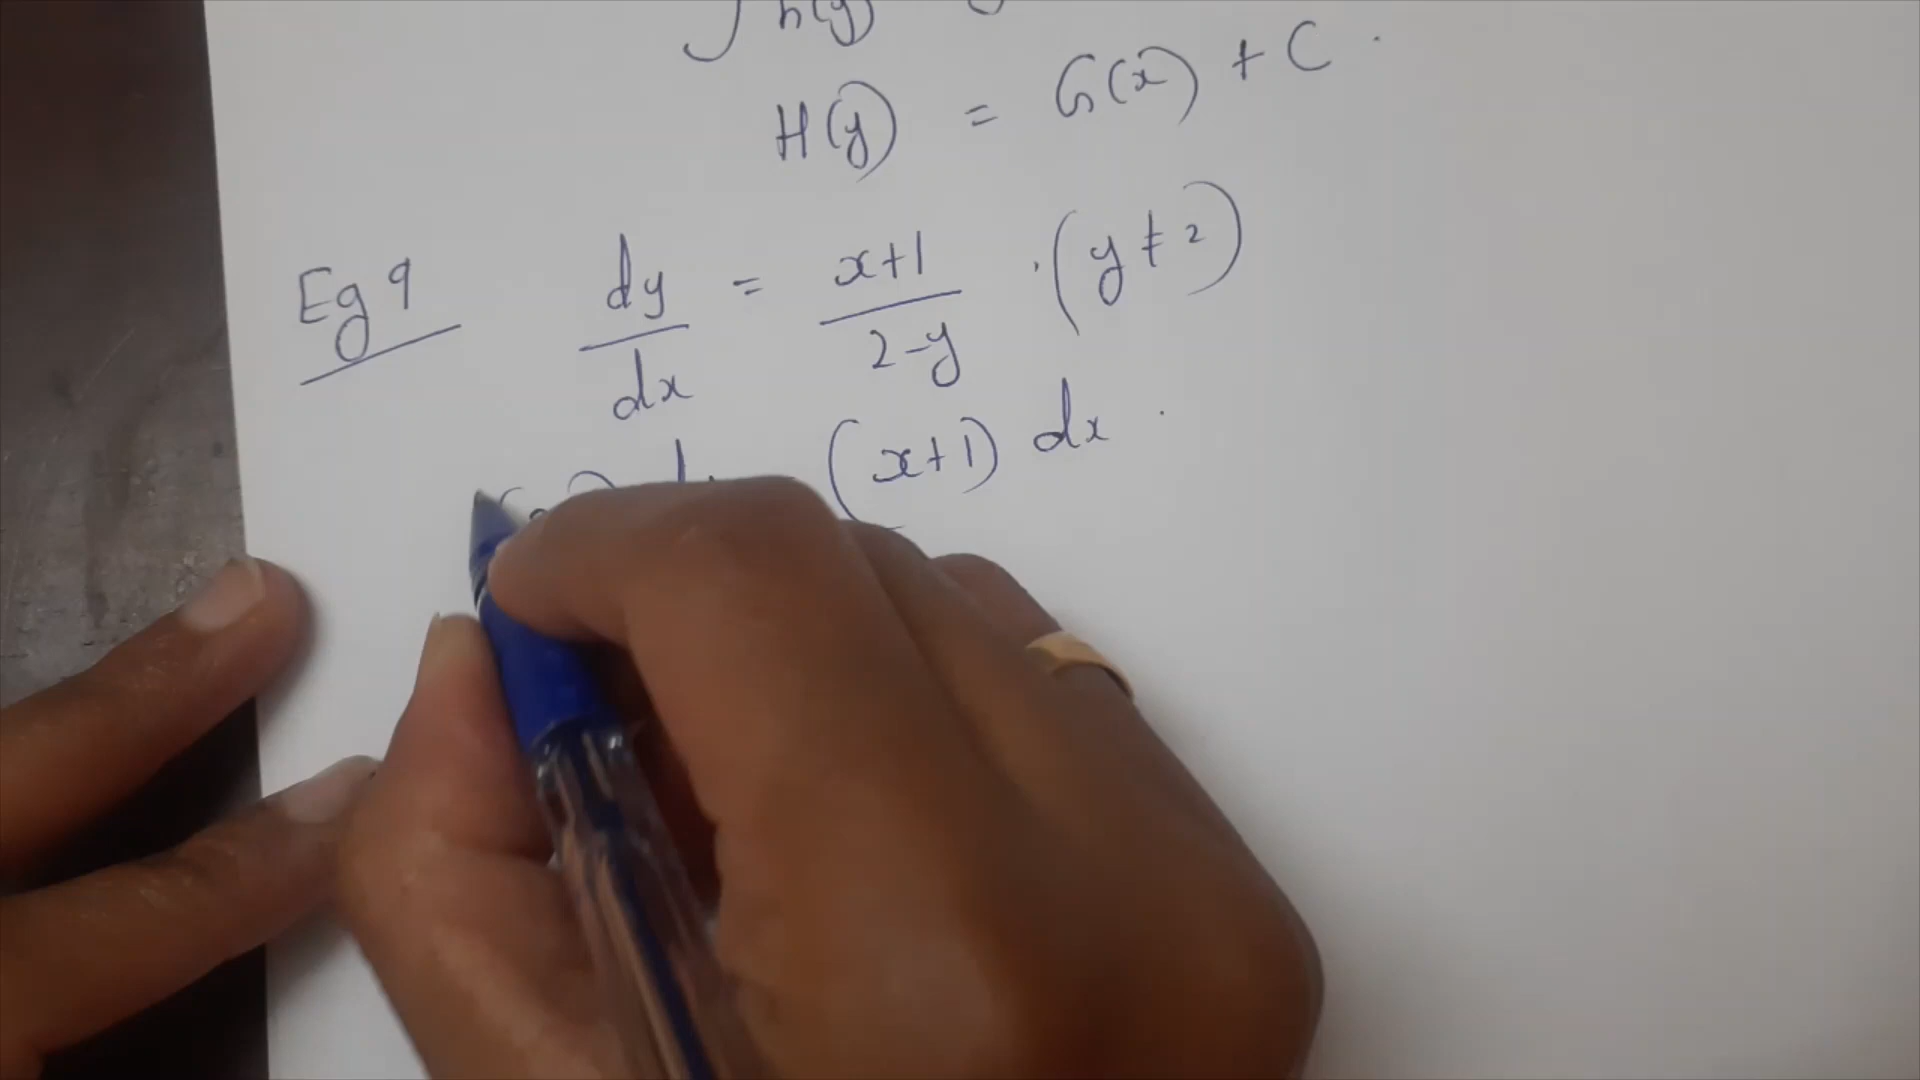 ∫ h(y)
H(y) = G(x) + C.
Eg 9 dy/dx = x+1/2-y . (y ≠ 2)
(x+1) dx .